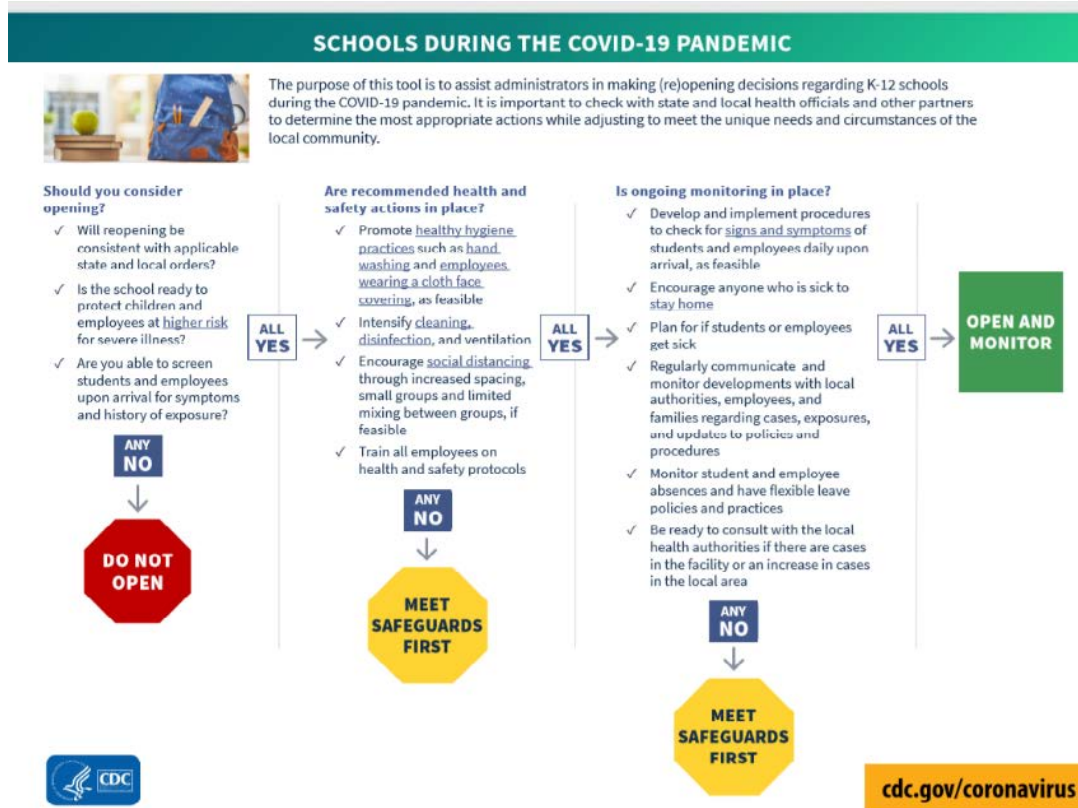 SCHOOLS DURING THE COVID-19 PANDEMIC
The purpose of this tool is to assist administrators in making (re)opening decisions regarding K-12 schools
during the COVID-19 pandemic. It is important to check with state and local health officials and other partners
to determine the most appropriate actions while adjusting to meet the unique needs and circumstances of the
local community.
Should you consider
opening?
✓ Will reopening be
consistent with applicable
state and local orders?
✓ Is the school ready to
protect children and
employees at higher risk
for severe illness?
✓ Are you able to screen
students and employees
upon arrival for symptoms
and history of exposure?
ANY
NO
DO NOT
OPEN
ALL
YES
Are recommended health and
safety actions in place?
✓ Promote healthy hygiene
practices such as hand
washing and employees
wearing a cloth face
covering, as feasible
✓ Intensify cleaning,
disinfection, and ventilation
✓ Encourage social distancing
through increased spacing,
small groups and limited
mixing between groups, if
feasible
✓ Train all employees on
health and safety protocols
ANY
NO
MEET
SAFEGUARDS
FIRST
ALL
YES
Is ongoing monitoring in place?
✓ Develop and implement procedures
to check for signs and symptoms of
students and employees daily upon
arrival, as feasible
✓ Encourage anyone who is sick to
stay home
✓ Plan for if students or employees
get sick
✓ Regularly communicate and
monitor developments with local
authorities, employees, and
families regarding cases, exposures,
and updates to policies and
procedures
✓ Monitor student and employee
absences and have flexible leave
policies and practices
✓ Be ready to consult with the local
health authorities if there are cases
in the facility or an increase in cases
in the local area
ANY
NO
MEET
SAFEGUARDS
FIRST
ALL
YES
OPEN AND
MONITOR
CDC
cdc.gov/coronavirus